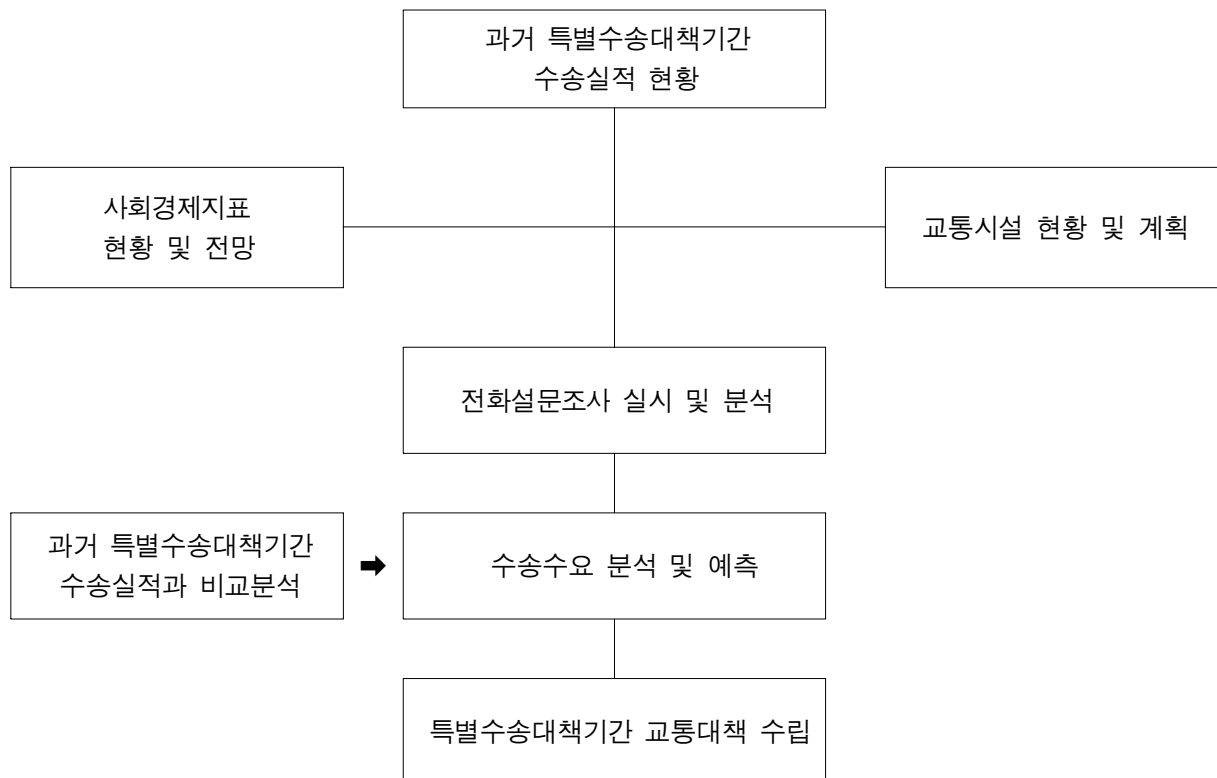 과거 특별수송대책기간
수송실적 현황
사회경제지표
현황 및 전망
교통시설 현황 및 계획
전화설문조사 실시 및 분석
과거 특별수송대책기간
수송실적과 비교분석
➡
수송수요 분석 및 예측
특별수송대책기간 교통대책 수립